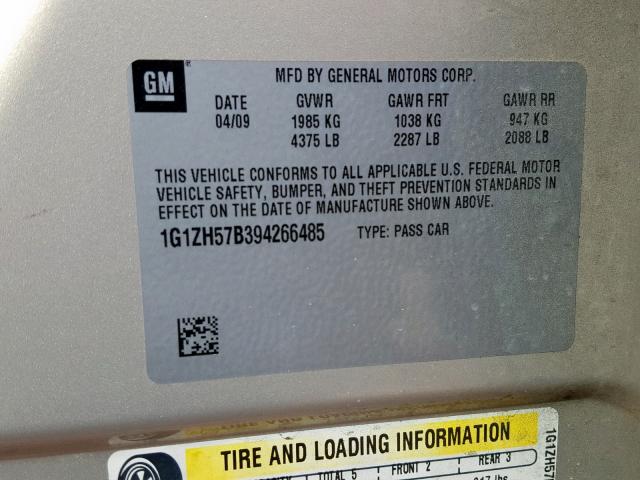 GM
MFD BY GENERAL MOTORS CORP.
DATE GVWR GAWR FRT GAWR RR
04/09 1985 KG 1038 KG 947 KG
4375 LB 2287 LB 2088 LB
THIS VEHICLE CONFORMS TO ALL APPLICABLE U.S. FEDERAL MOTOR
VEHICLE SAFETY, BUMPER, AND THEFT PREVENTION STANDARDS IN
EFFECT ON THE DATE OF MANUFACTURE SHOWN ABOVE.
1G1ZH57B394266485 TYPE: PASS CAR
TIRE AND LOADING INFORMATION
TOTAL 5 FRONT 2 REAR 3
1G1ZH57